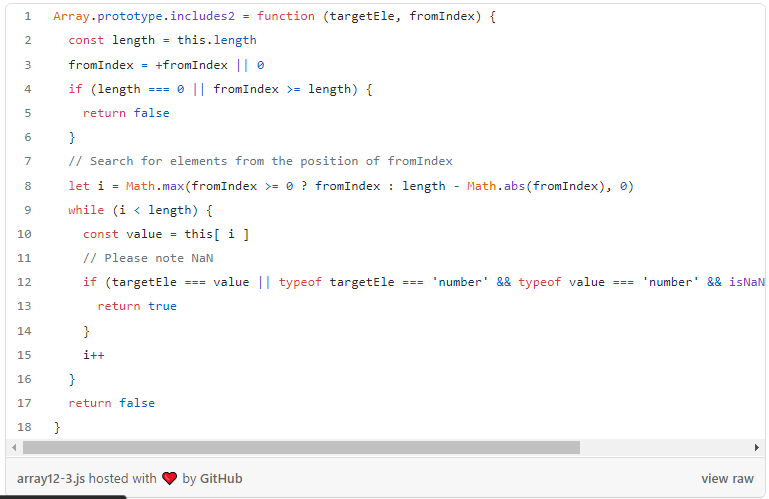 1 Array.prototype.includes2 = function (targetEle, fromIndex) {
2 const length = this.length
3 fromIndex = +fromIndex || 0
4 if (length === 0 || fromIndex >= length) {
5 return false
6 }
7 // Search for elements from the position of fromIndex
8 let i = Math.max(fromIndex >= 0 ? fromIndex : length - Math.abs(fromIndex), 0)
9 while (i < length) {
10 const value = this[ i ]
11 // Please note NaN
12 if (targetEle === value || typeof targetEle === 'number' && typeof value === 'number' && isNaN
13 return true
14 }
15 i++
16 }
17 return false
18 }
array12-3.js hosted with ❤ by GitHub view raw